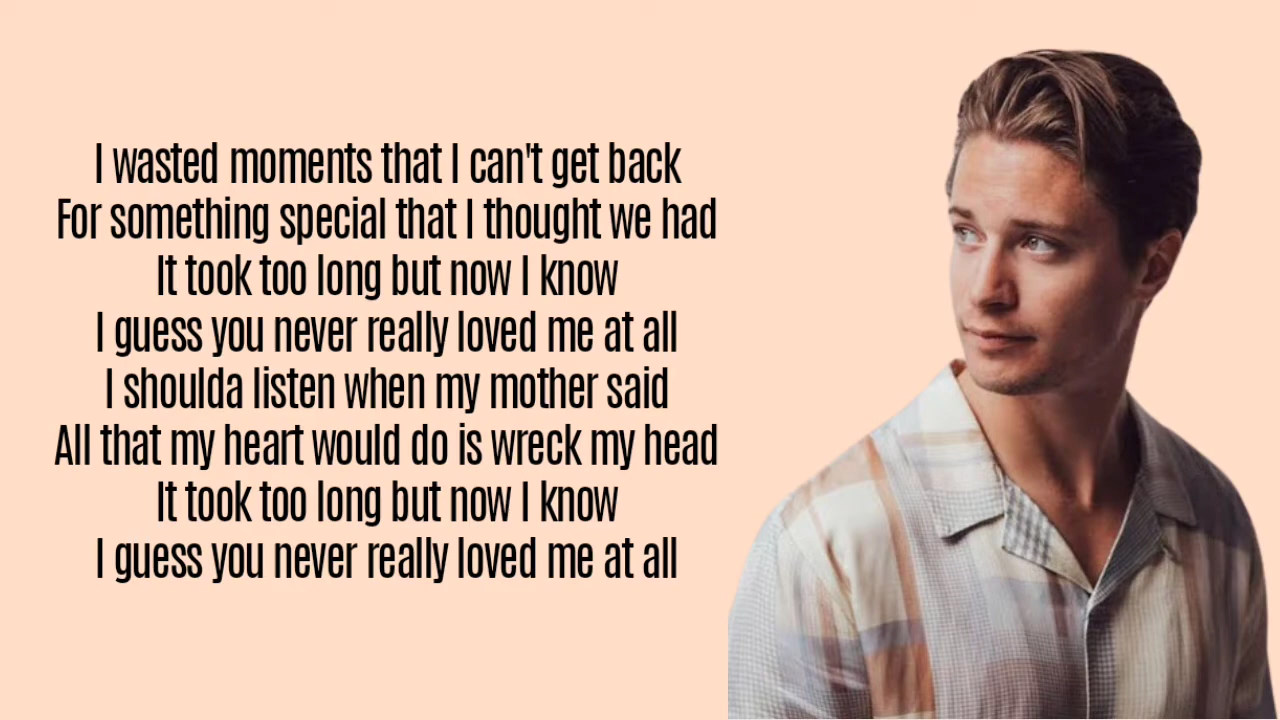 I wasted moments that I can't get back
For something special that I thought we had
It took too long but now I know
I guess you never really loved me at all
I shoulda listen when my mother said
All that my heart would do is wreck my head
It took too long but now I know
I guess you never really loved me at all